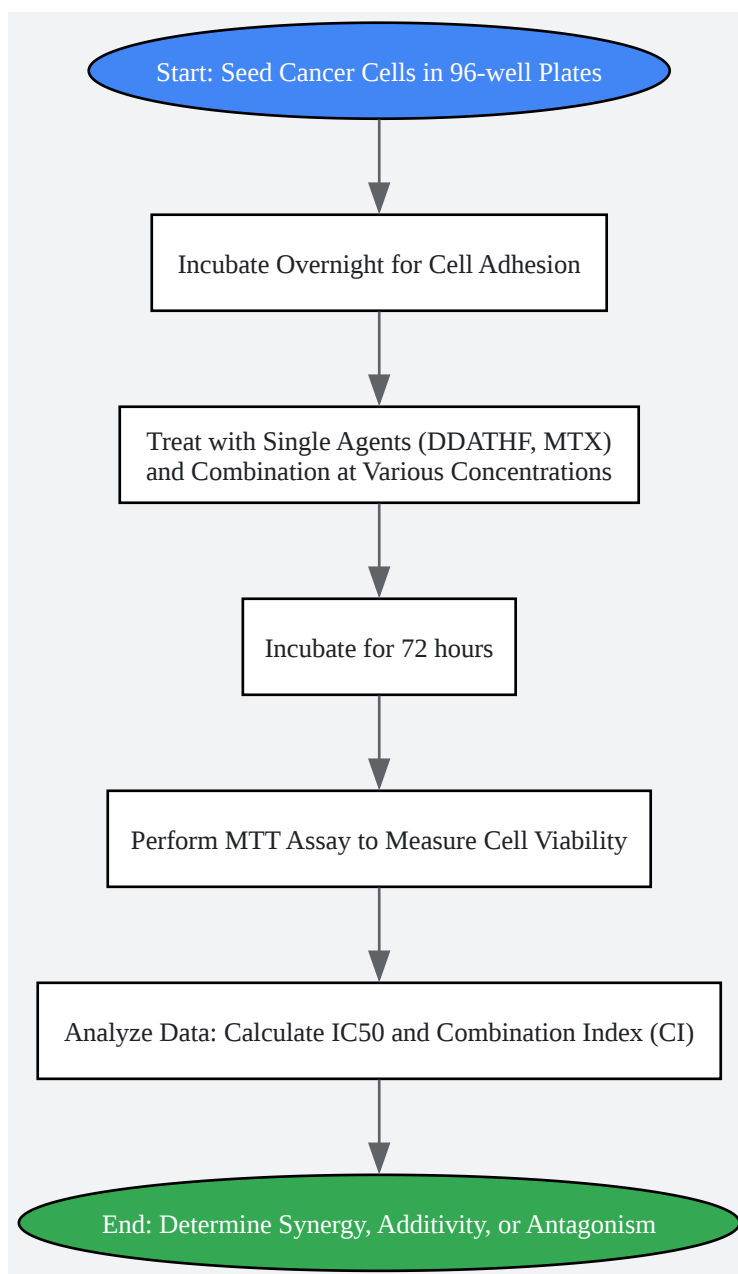 Start: Seed Cancer Cells in 96-well Plates
Incubate Overnight for Cell Adhesion
Treat with Single Agents (DDATHF, MTX)
and Combination at Various Concentrations
Incubate for 72 hours
Perform MTT Assay to Measure Cell Viability
Analyze Data: Calculate IC50 and Combination Index (CI)
End: Determine Synergy, Additivity, or Antagonism